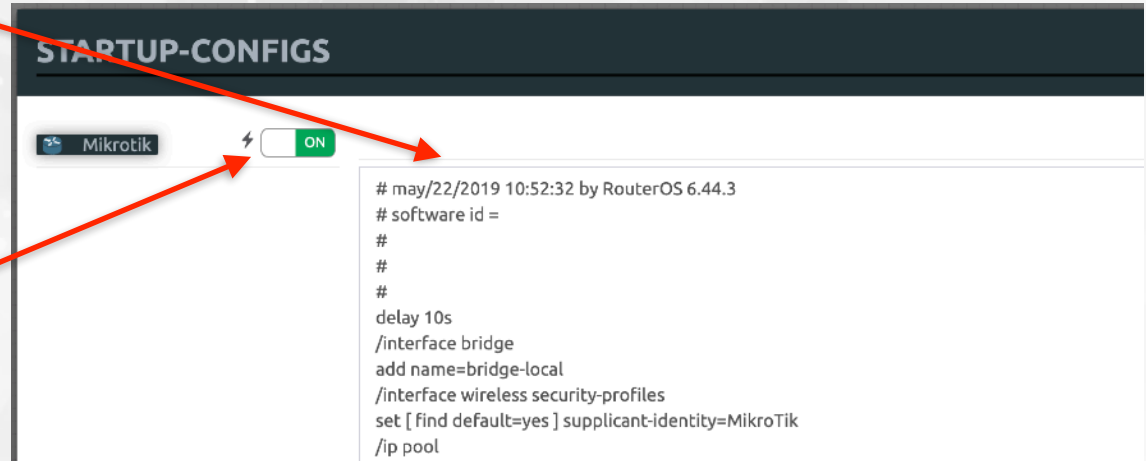 STARTUP-CONFIGS
Mikrotik
ON
# may/22/2019 10:52:32 by RouterOS 6.44.3
# software id =
#
#
#
delay 10s
/interface bridge
add name=bridge-local
/interface wireless security-profiles
set [ find default=yes ] supplicant-identity=MikroTik
/ip pool